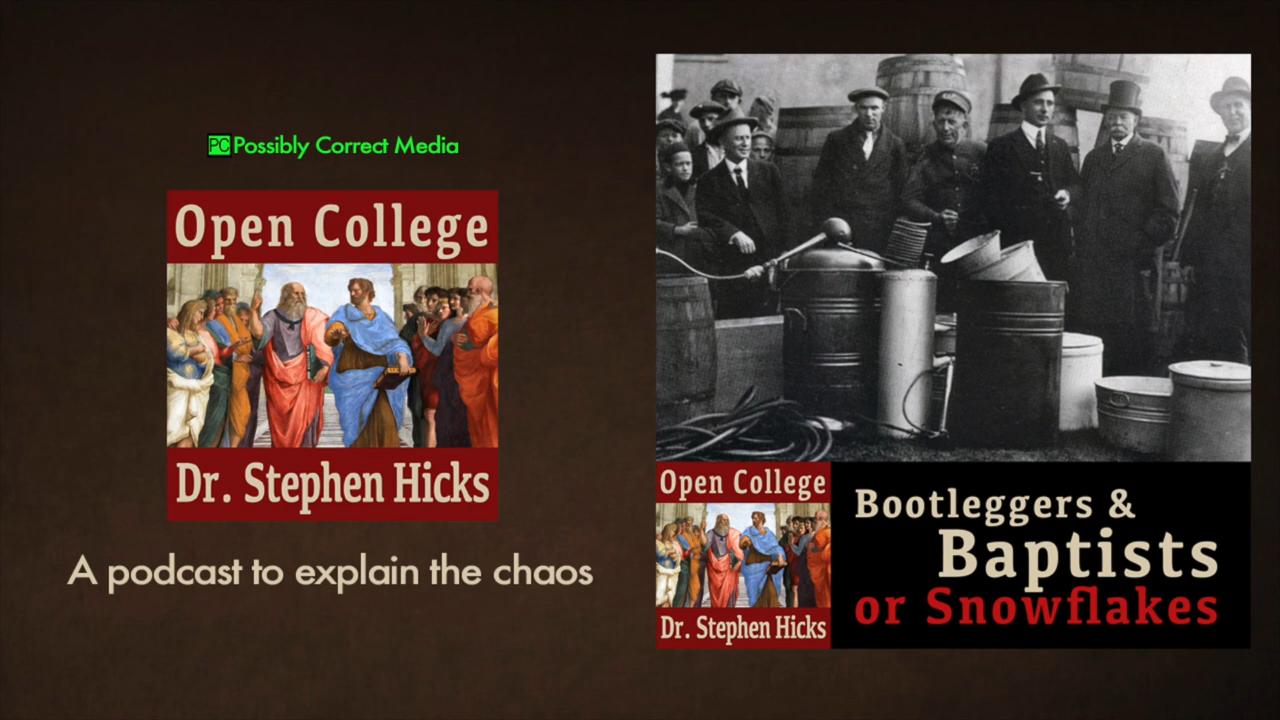 PC Possibly Correct Media
Open College
Dr. Stephen Hicks
A podcast to explain the chaos
Open College
Dr. Stephen Hicks
Bootleggers &
Baptists
or Snowflakes